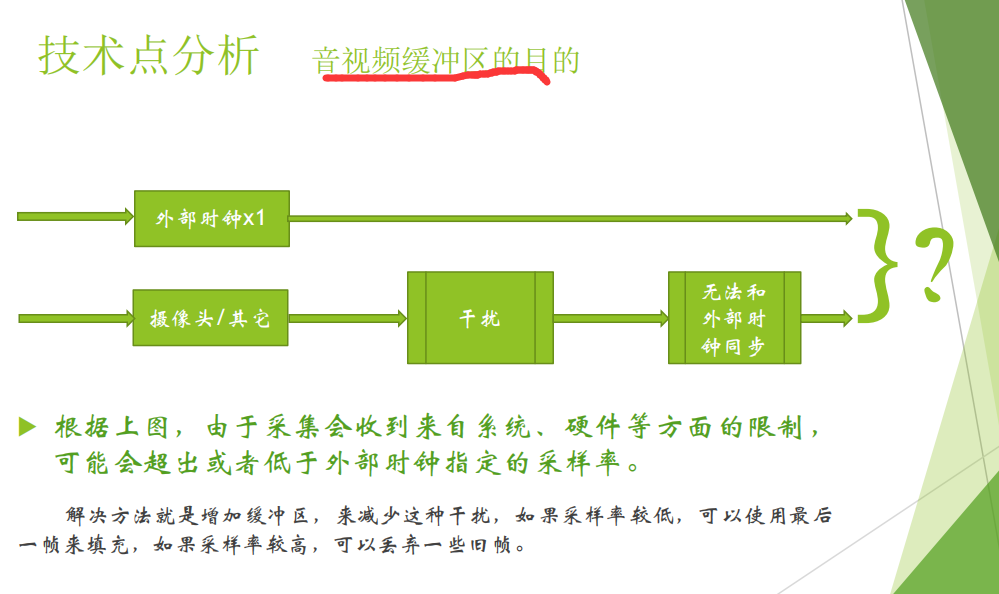 技术点分析 音视频缓冲区的目的
外部时钟x1
摄像头/其它
干扰
无法和
外部时
钟同步
}?
根据上图，由于采集会收到来自系统、硬件等方面的限制，
可能会超出或者低于外部时钟指定的采样率。
解决方法就是增加缓冲区，来减少这种干扰，如果采样率较低，可以使用最后
一帧来填充，如果采样率较高，可以丢弃一些旧帧。